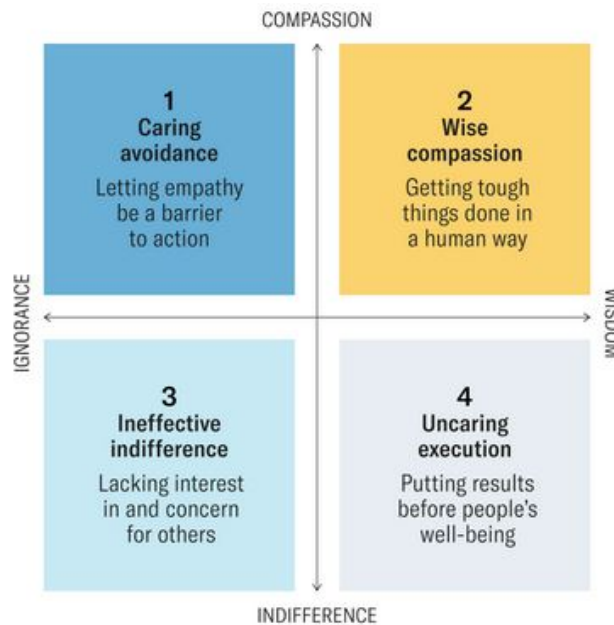 COMPASSION
1
Caring
avoidance
Letting empathy
be a barrier
to action
2
Wise
compassion
Getting tough
things done in
a human way
IGNORANCE
WISDOM
3
Ineffective
indifference
Lacking interest
in and concern
for others
4
Uncaring
execution
Putting results
before people’s
well-being
INDIFFERENCE